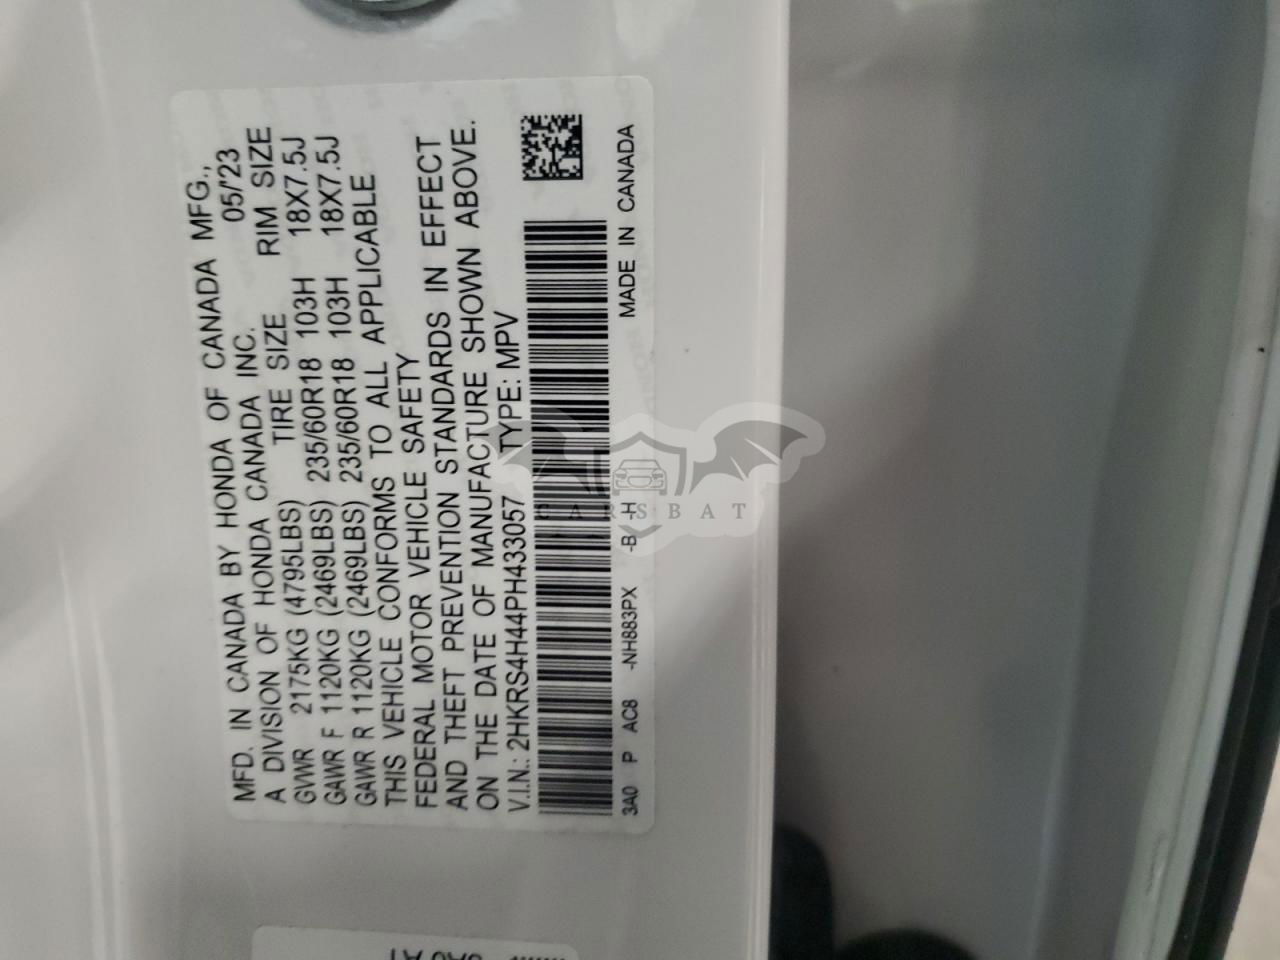 MFD. IN CANADA BY HONDA OF CANADA MFG.,
A DIVISION OF HONDA CANADA INC. 05/'23
GVWR 2175KG (4795LBS) TIRE SIZE RIM SIZE
GAWR F 1120KG (2469LBS) 235/60R18 103H 18X7.5J
GAWR R 1120KG (2469LBS) 235/60R18 103H 18X7.5J
THIS VEHICLE CONFORMS TO ALL APPLICABLE
FEDERAL MOTOR VEHICLE SAFETY
AND THEFT PREVENTION STANDARDS IN EFFECT
ON THE DATE OF MANUFACTURE SHOWN ABOVE.
V.I.N.: 2HKRS4H44PH433057 TYPE: MPV
3A0 P AC8 -NH883PX -B -H MADE IN CANADA
CARSBAT